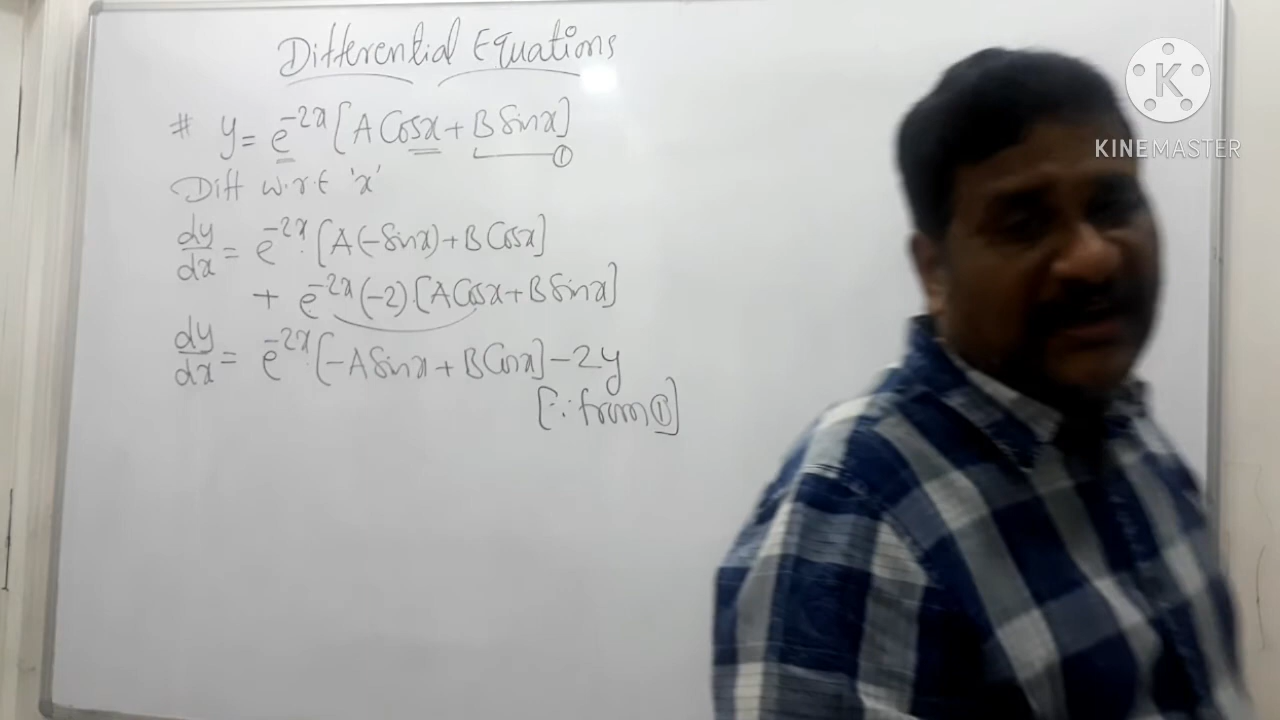 Differential Equations
# y = e^{-2x} [A Cosx + B Sinx]
①
Diff w.r.t 'x'
dy/dx = e^{-2x} . [A(-Sinx) + B Cosx]
+ e^{-2x} (-2) . [A Cosx + B Sinx]
dy/dx = e^{-2x} . [-A Sinx + B Cosx] - 2y
[∵ from ①]
K
KINEMASTER